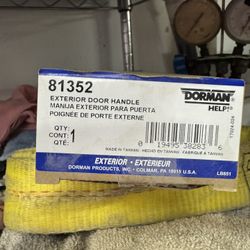 81352
EXTERIOR DOOR HANDLE
MANIJA EXTERIOR PARA PUERTA
POIGNÉE DE PORTE EXTERNE
DORMAN
HELP!
QTY:
CONT: 1
QTÉ:
0 19495 38283 6
MADE IN TAIWAN HECHO EN TAIWAN FABRIQUÉ À TAIWAN
EXTERIOR • EXTÉRIEUR
DORMAN PRODUCTS, INC. • COLMAR, PA 18915 U.S.A.
LB551